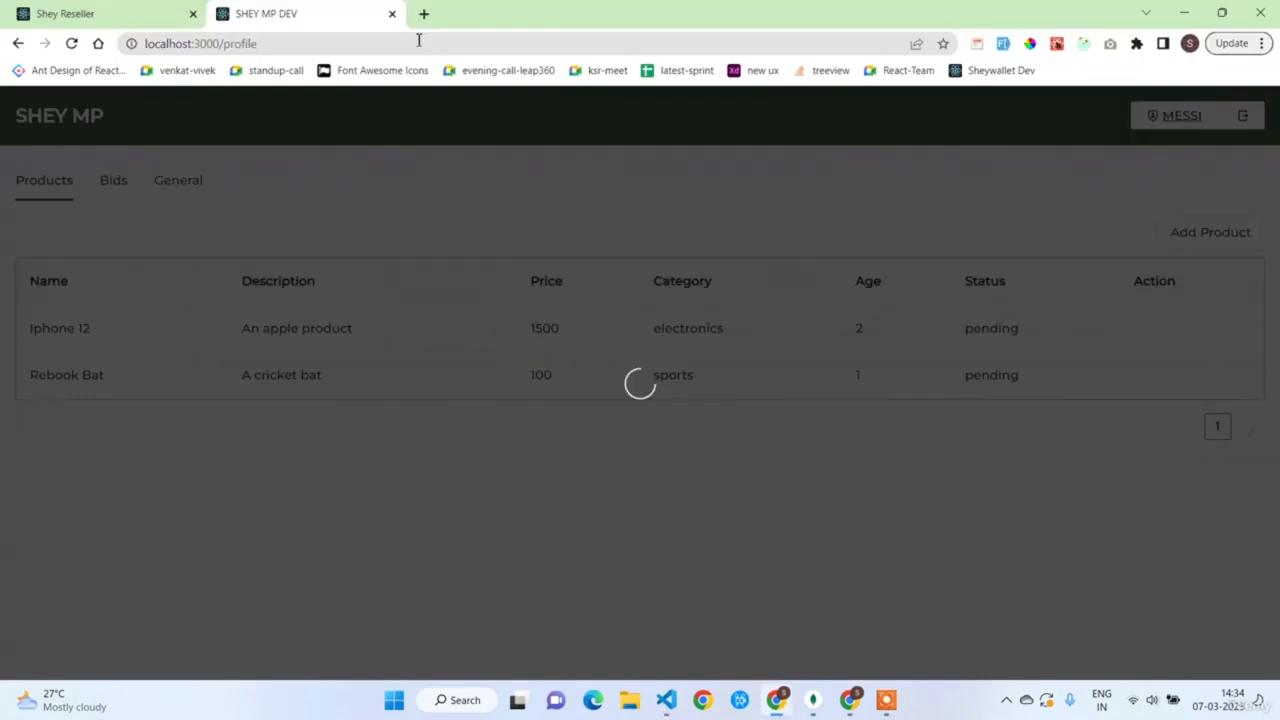 Shey Reseller
SHEY MP DEV
localhost:3000/profile
S
Update
Ant Design of React...
venkat-vivek
standup-call
Font Awesome Icons
evening-call-leap360
ksr-meet
latest-sprint
Xd new ux
treeview
React-Team
Sheywallet Dev
SHEY MP
MESSI
Products
Bids
General
Add Product
Name Description Price Category Age Status Action
Iphone 12 An apple product 1500 electronics 2 pending
Rebook Bat A cricket bat 100 sports 1 pending
1
27°C
Mostly cloudy
Search
ENG
IN
14:34
07-03-2023